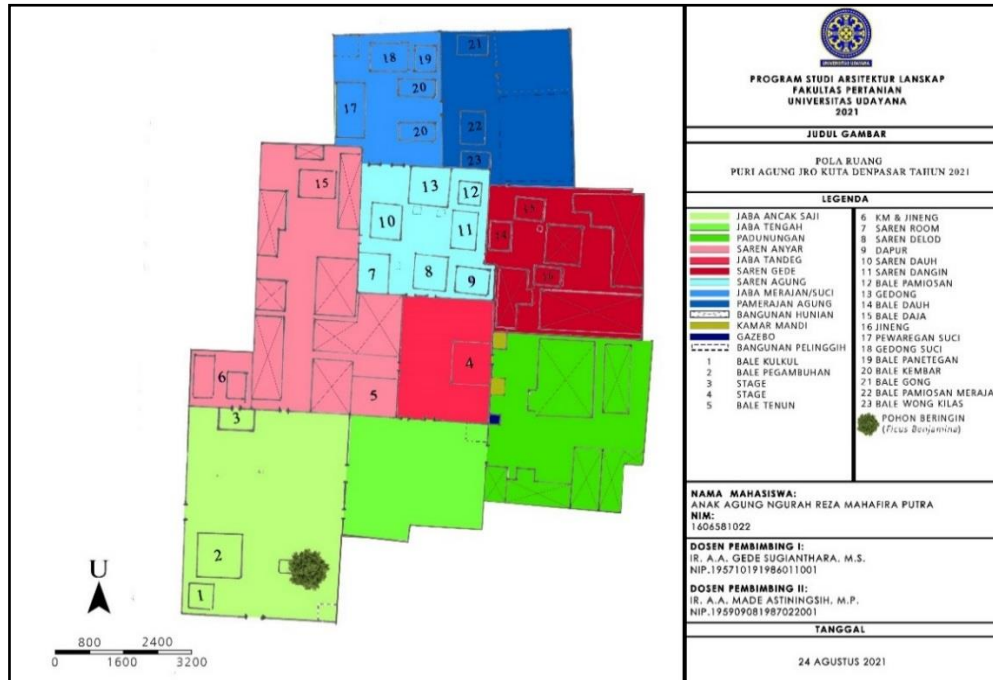 18
19
21
20
17
20
22
23
15
13
12
10
11
15
14
7
8
9
16
4
6
5
3
2
1
U
800 2400
0 1600 3200
UNIVERSITAS UDAYANA
PROGRAM STUDI ARSITEKTUR LANSKAP
FAKULTAS PERTANIAN
UNIVERSITAS UDAYANA
2021
JUDUL GAMBAR
POLA RUANG
PURI AGUNG JRO KUTA DENPASAR TAHUN 2021
LEGENDA
JABA ANCAK SAJI
JABA TENGAH
PADUNUNGAN
SAREN ANYAR
JABA TANDEG
SAREN GEDE
SAREN AGUNG
JABA MERAJAN/SUCI
PAMERAJAN AGUNG
BANGUNAN HUNIAN
KAMAR MANDI
GAZEBO
BANGUNAN PELINGGIH
1 BALE KULKUL
2 BALE PEGAMBUHAN
3 STAGE
4 STAGE
5 BALE TENUN
6 KM & JINENG
7 SAREN ROOM
8 SAREN DELOD
9 DAPUR
10 SAREN DAUH
11 SAREN DANGIN
12 BALE PAMIOSAN
13 GEDONG
14 BALE DAUH
15 BALE DAJA
16 JINENG
17 PEWAREGAN SUCI
18 GEDONG SUCI
19 BALE PANETEGAN
20 BALE KEMBAR
21 BALE GONG
22 BALE PAMIOSAN MERAJA
23 BALE WONG KILAS
POHON BERINGIN
(Ficus Benjamina)
NAMA MAHASISWA:
ANAK AGUNG NGURAH REZA MAHAFIRA PUTRA
NIM:
1606581022
DOSEN PEMBIMBING I:
IR. A.A. GEDE SUGIANTHARA, M.S.
NIP.195710191986011001
DOSEN PEMBIMBING II:
IR. A.A. MADE ASTININGSIH, M.P.
NIP.195909081987022001
TANGGAL
24 AGUSTUS 2021